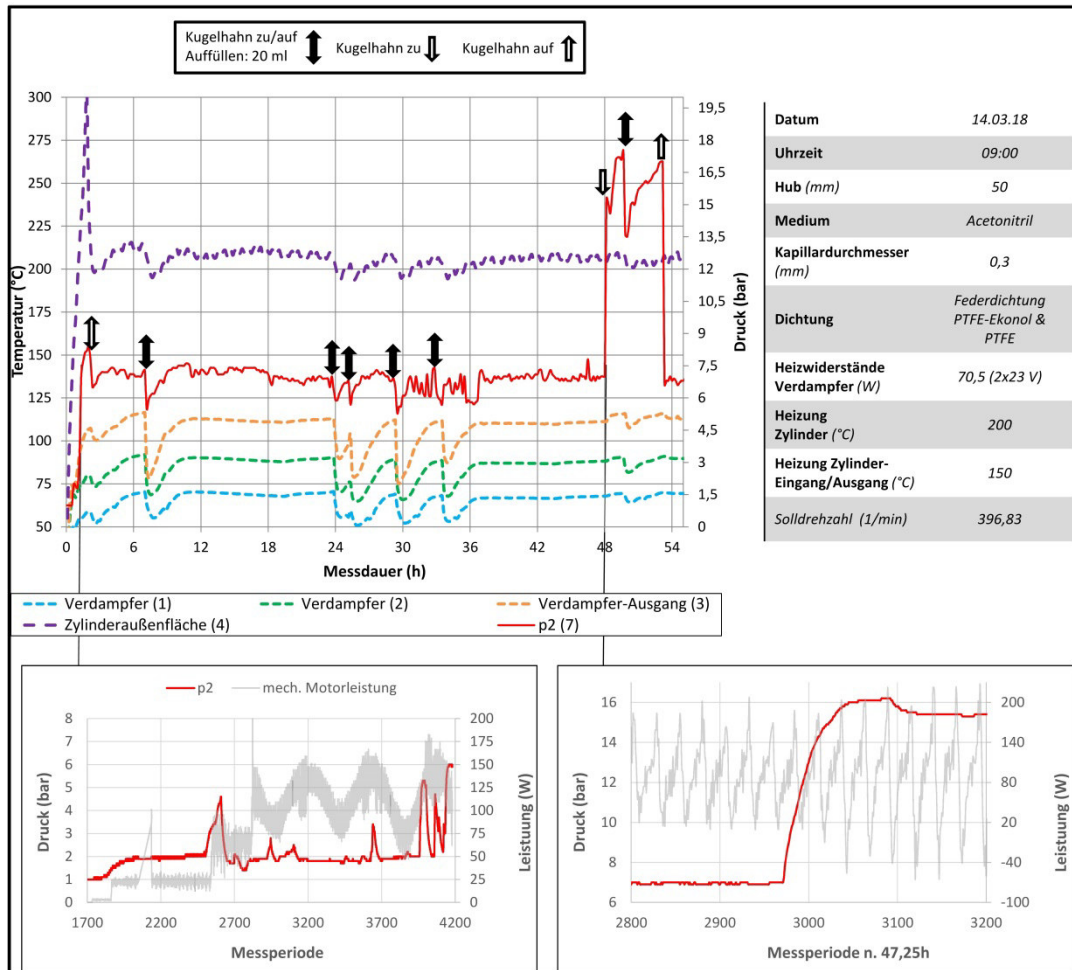 Kugelhahn zu/auf
Auffüllen: 20 ml
Kugelhahn zu
Kugelhahn auf
300
275
250
225
200
175
150
125
100
75
50
Temperatur (°C)
19,5
18
16,5
15
13,5
12
10,5
9
7,5
6
4,5
3
1,5
0
Druck (bar)
0 6 12 18 24 30 36 42 48 54
Messdauer (h)
Datum 14.03.18
Uhrzeit 09:00
Hub (mm) 50
Medium Acetonitril
Kapillardurchmesser
(mm) 0,3
Dichtung Federdichtung
PTFE-Ekonol &
PTFE
Heizwiderstände
Verdampfer (W) 70,5 (2x23 V)
Heizung
Zylinder (°C) 200
Heizung Zylinder-
Eingang/Ausgang (°C) 150
Solldrehzahl (1/min) 396,83
Verdampfer (1) Verdampfer (2) Verdampfer-Ausgang (3)
Zylinderaußenfläche (4) p2 (7)
p2 mech. Motorleistung
8
7
6
5
4
3
2
1
0
Druck (bar)
200
175
150
125
100
75
50
25
0
Leistuung (W)
1700 2200 2700 3200 3700 4200
Messperiode
16
14
12
10
8
6
Druck (bar)
200
140
80
20
-40
-100
Leistuung (W)
2800 2900 3000 3100 3200
Messperiode n. 47,25h